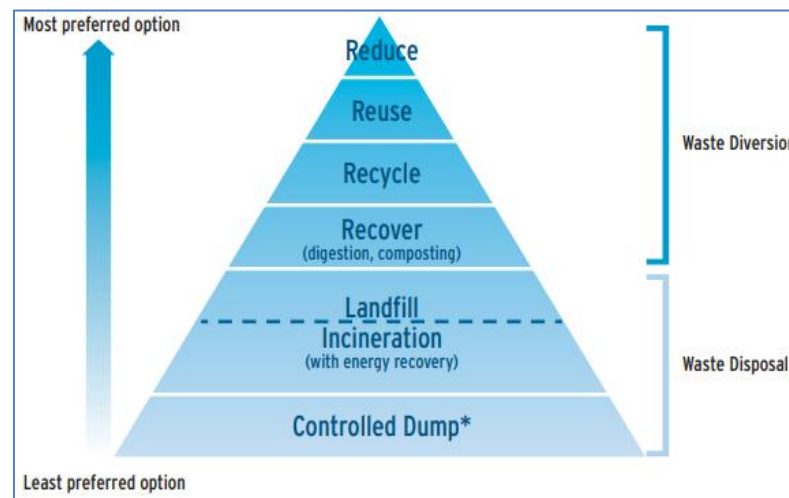 Most preferred option
Reduce
Reuse
Waste Diversion
Recycle
Recover
(digestion, composting)
Landfill
Incineration
(with energy recovery)
Waste Disposal
Controlled Dump*
Least preferred option